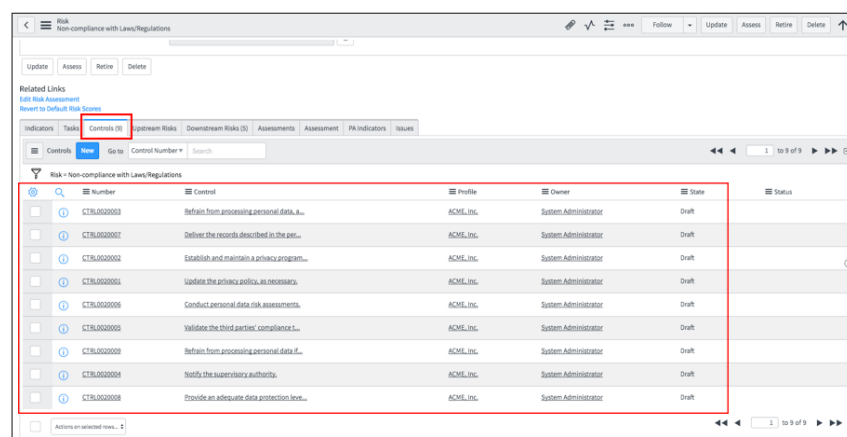 Risk
Non-compliance with Laws/Regulations
Follow Update Assess Retire Delete
Update Assess Retire Delete
Related Links
Edit Risk Assessment
Revert to Default Risk Scores
Indicators Tasks Controls (9) Upstream Risks Downstream Risks (5) Assessments Assessment PA Indicators Issues
Controls New Go to Control Number Search 1 to 9 of 9
Risk = Non-compliance with Laws/Regulations
Number Control Profile Owner State Status
CTRL0020003 Refrain from processing personal data, a... ACME, Inc. System Administrator Draft
CTRL0020007 Deliver the records described in the per... ACME, Inc. System Administrator Draft
CTRL0020002 Establish and maintain a privacy program... ACME, Inc. System Administrator Draft
CTRL0020001 Update the privacy policy, as necessary. ACME, Inc. System Administrator Draft
CTRL0020006 Conduct personal data risk assessments. ACME, Inc. System Administrator Draft
CTRL0020005 Validate the third parties' compliance t... ACME, Inc. System Administrator Draft
CTRL0020009 Refrain from processing personal data if... ACME, Inc. System Administrator Draft
CTRL0020004 Notify the supervisory authority. ACME, Inc. System Administrator Draft
CTRL0020008 Provide an adequate data protection leve... ACME, Inc. System Administrator Draft
Actions on selected rows... 1 to 9 of 9